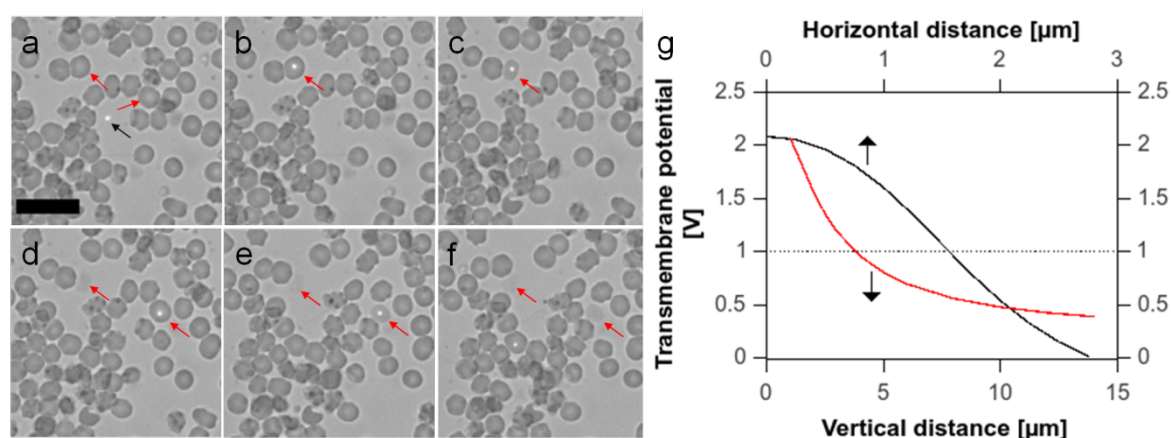 a
b
c
d
e
f
g
Horizontal distance [µm]
0 1 2 3
Transmembrane potential
[V]
2.5 2.5
2 2
1.5 1.5
1 1
0.5 0.5
0 0
0 5 10 15
Vertical distance [µm]